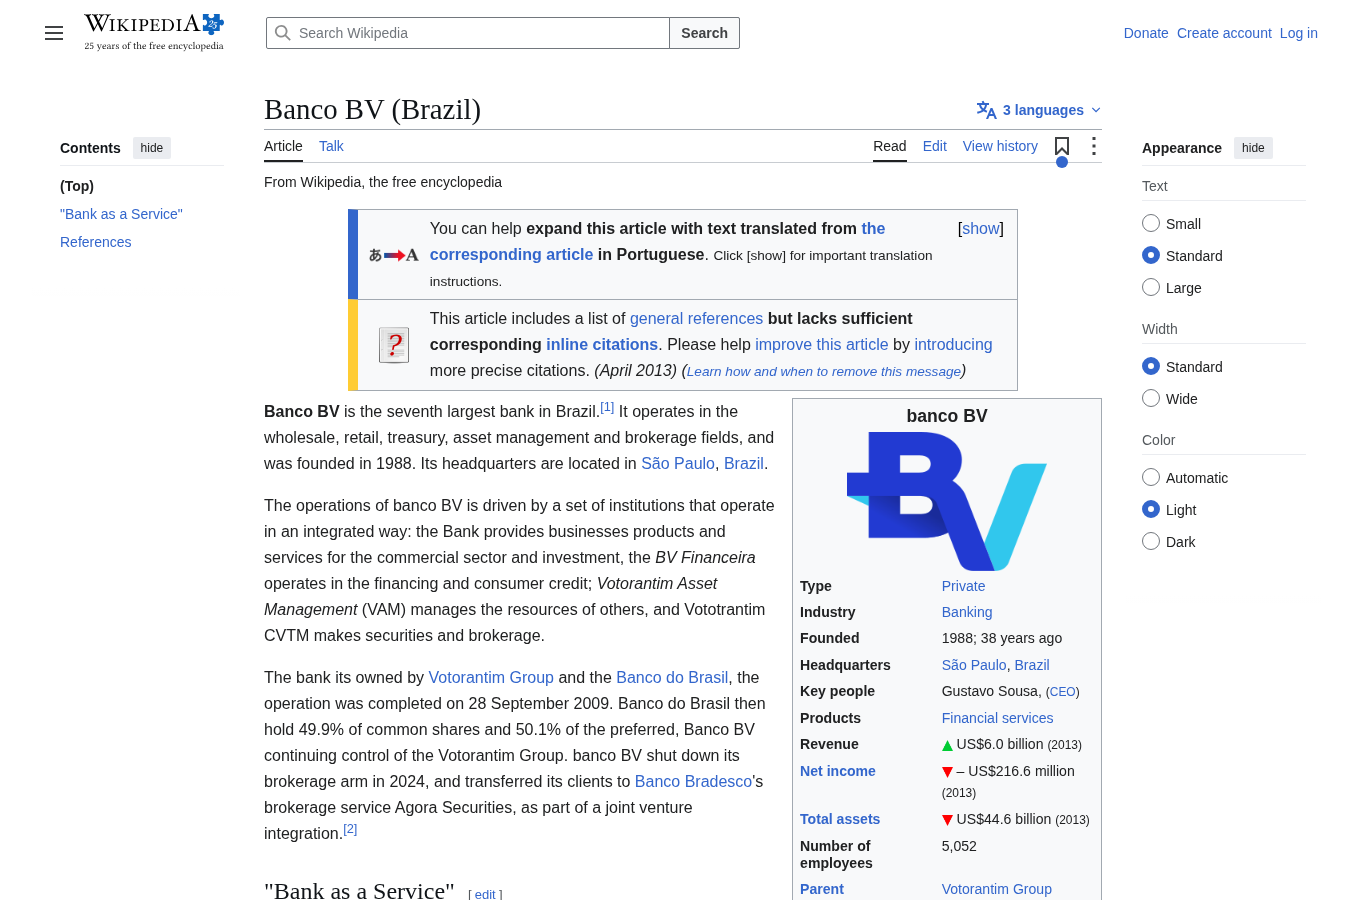 WIKIPEDIA 25
25 years of the free encyclopedia
Search Wikipedia
Search
Donate Create account Log in
Banco BV (Brazil)
3 languages
Contents hide
(Top)
"Bank as a Service"
References
Article Talk
Read Edit View history
From Wikipedia, the free encyclopedia
あ A
You can help expand this article with text translated from the [show]
corresponding article in Portuguese. Click [show] for important translation
instructions.
?
This article includes a list of general references but lacks sufficient
corresponding inline citations. Please help improve this article by introducing
more precise citations. (April 2013) (Learn how and when to remove this message)
Banco BV is the seventh largest bank in Brazil.[1] It operates in the
wholesale, retail, treasury, asset management and brokerage fields, and
was founded in 1988. Its headquarters are located in São Paulo, Brazil.
The operations of banco BV is driven by a set of institutions that operate
in an integrated way: the Bank provides businesses products and
services for the commercial sector and investment, the BV Financeira
operates in the financing and consumer credit; Votorantim Asset
Management (VAM) manages the resources of others, and Vototrantim
CVTM makes securities and brokerage.
The bank its owned by Votorantim Group and the Banco do Brasil, the
operation was completed on 28 September 2009. Banco do Brasil then
hold 49.9% of common shares and 50.1% of the preferred, Banco BV
continuing control of the Votorantim Group. banco BV shut down its
brokerage arm in 2024, and transferred its clients to Banco Bradesco's
brokerage service Agora Securities, as part of a joint venture
integration.[2]
"Bank as a Service" [ edit ]
banco BV
BV
Type Private
Industry Banking
Founded 1988; 38 years ago
Headquarters São Paulo, Brazil
Key people Gustavo Sousa, (CEO)
Products Financial services
Revenue ▲ US$6.0 billion (2013)
Net income ▼ – US$216.6 million
(2013)
Total assets ▼ US$44.6 billion (2013)
Number of 5,052
employees
Parent Votorantim Group
Appearance hide
Text
Small
Standard
Large
Width
Standard
Wide
Color
Automatic
Light
Dark